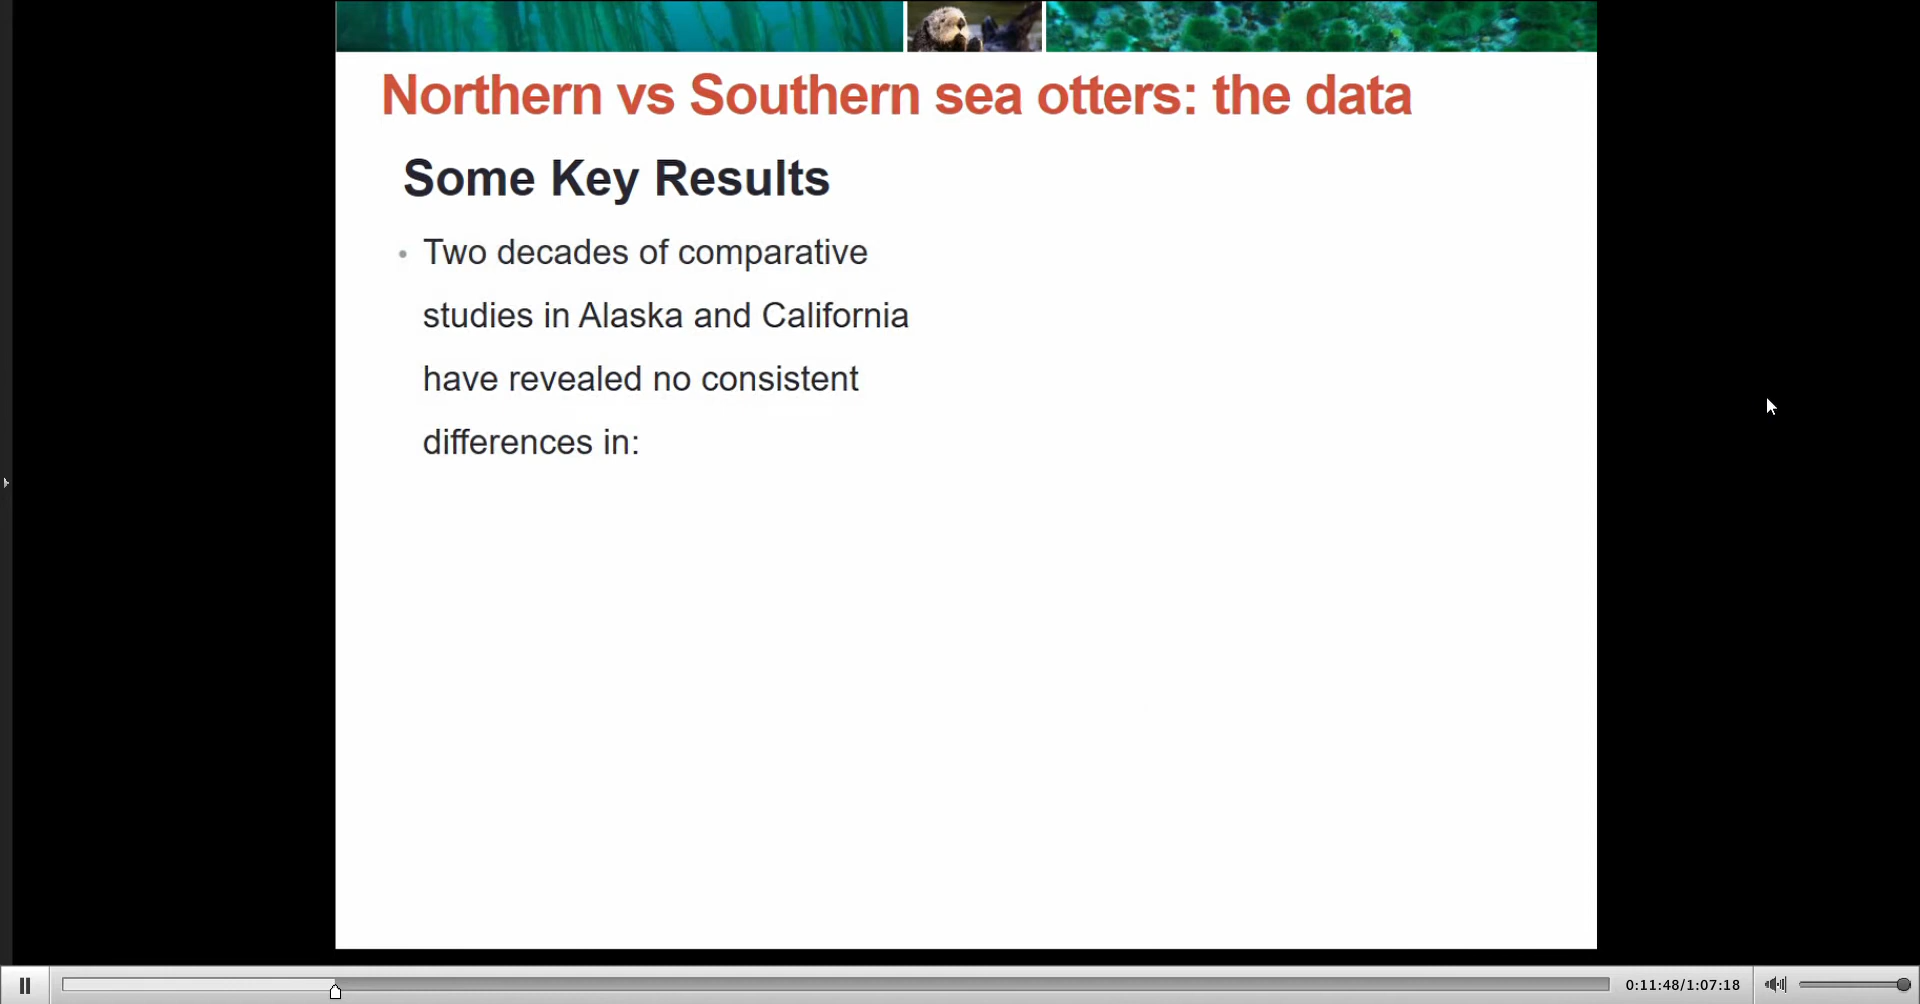 Northern vs Southern sea otters: the data
Some Key Results
• Two decades of comparative
studies in Alaska and California
have revealed no consistent
differences in:
0:11:48/1:07:18